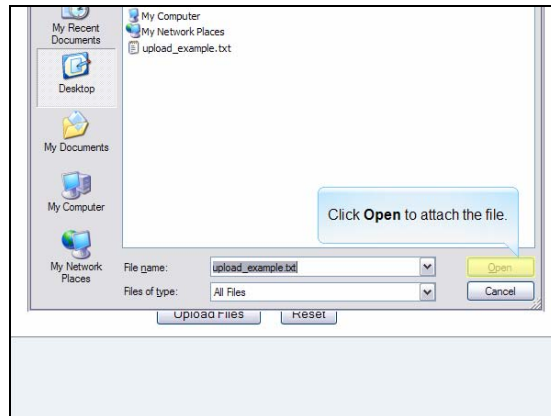 My Recent
Documents
Desktop
My Documents
My Computer
My Network
Places
My Computer
My Network Places
upload_example.txt
Click Open to attach the file.
File name:
upload_example.txt
Open
Files of type:
All Files
Cancel
Upload Files
Reset